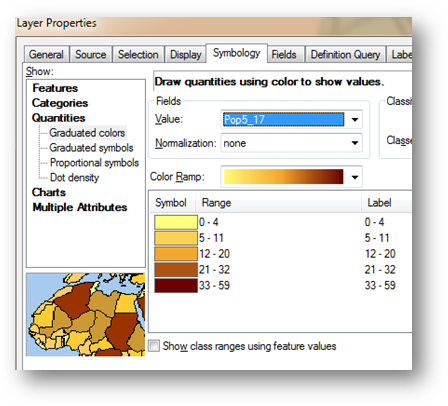 Layer Properties
General Source Selection Display Symbology Fields Definition Query
Show:
Features
Categories
Quantities
Graduated colors
Graduated symbols
Proportional symbols
Dot density
Charts
Multiple Attributes
Draw quantities using color to show values.
Fields
Value: Pop5_17
Normalization: none
Color Ramp:
Symbol Range Label
0 - 4 0 - 4
5 - 11 5 - 11
12 - 20 12 - 20
21 - 32 21 - 32
33 - 59 33 - 59
Show class ranges using feature values